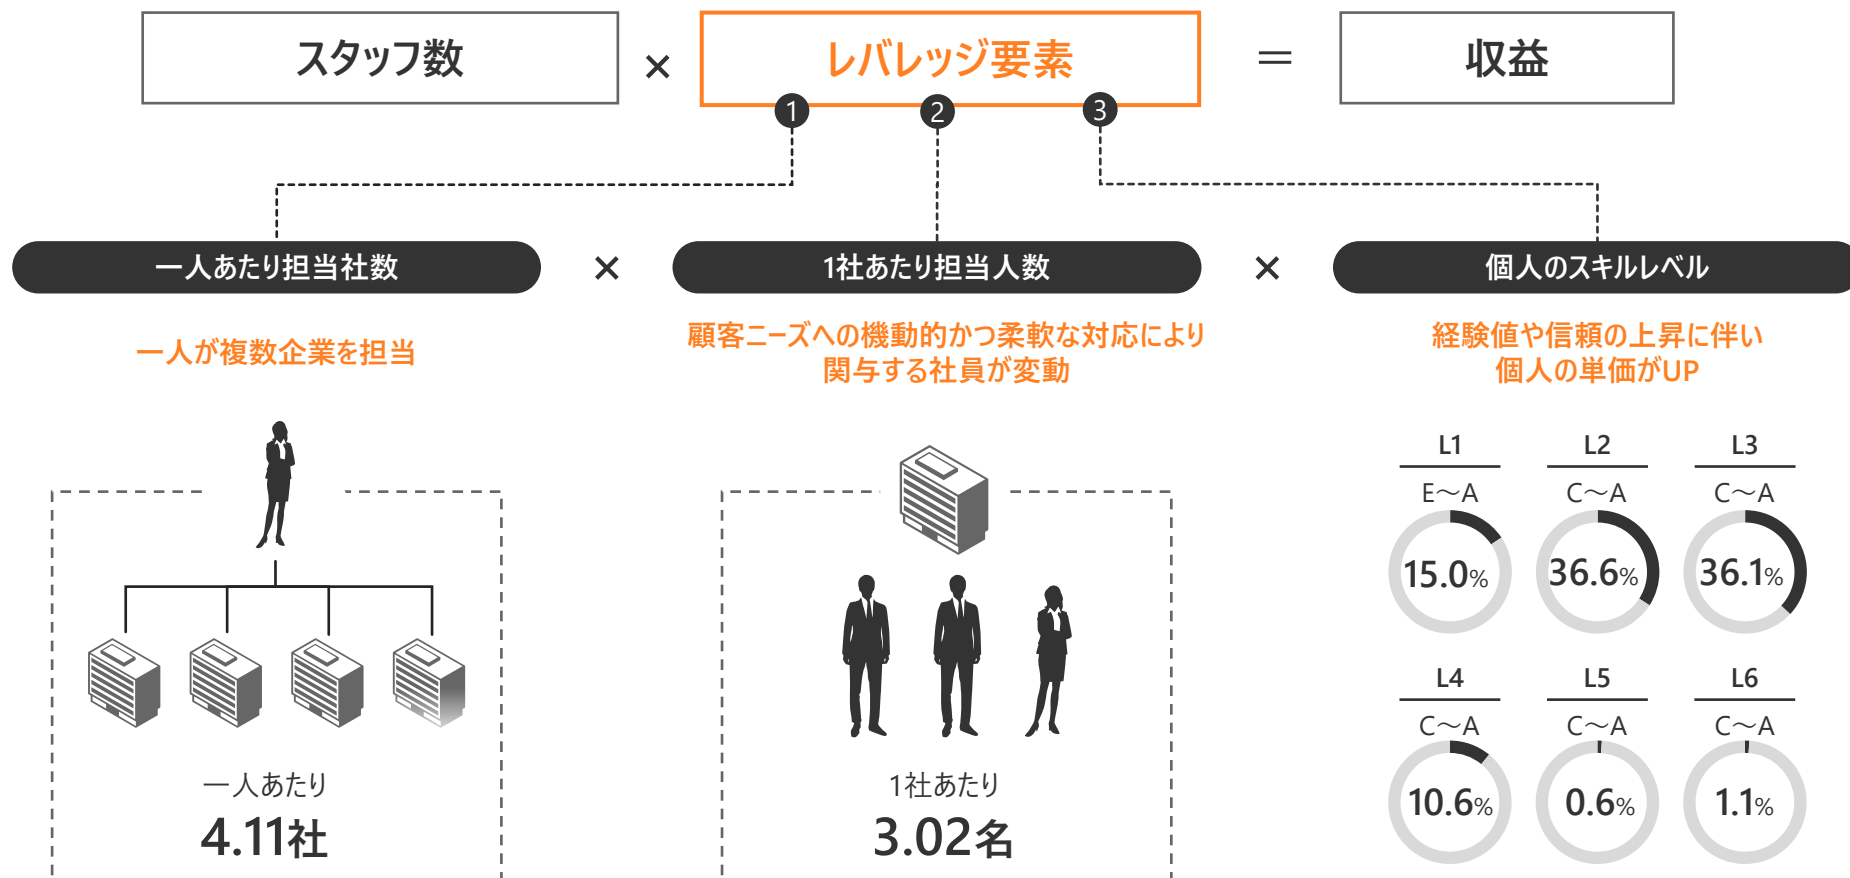 スタッフ数 × レバレッジ要素 = 収益
1 2 3
一人あたり担当社数 × 1社あたり担当人数 × 個人のスキルレベル
一人が複数企業を担当
顧客ニーズへの機動的かつ柔軟な対応により
関与する社員が変動
経験値や信頼の上昇に伴い
個人の単価がUP
一人あたり
4.11社
1社あたり
3.02名
L1 L2 L3
E～A C～A C～A
15.0% 36.6% 36.1%
L4 L5 L6
C～A C～A C～A
10.6% 0.6% 1.1%